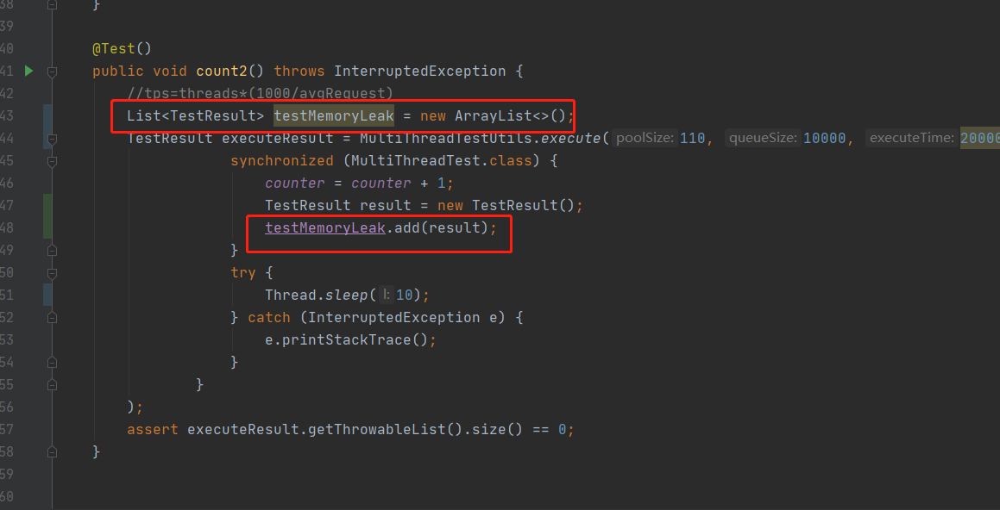 38 }
39
40 @Test()
41 public void count2() throws InterruptedException {
42 //tps=threads*(1000/avgRequest)
43 List<TestResult> testMemoryLeak = new ArrayList<>();
44 TestResult executeResult = MultiThreadTestUtils.execute( poolSize: 110, queueSize: 10000, executeTime: 20000
45 synchronized (MultiThreadTest.class) {
46 counter = counter + 1;
47 TestResult result = new TestResult();
48 testMemoryLeak.add(result);
49 }
50 try {
51 Thread.sleep( l: 10);
52 } catch (InterruptedException e) {
53 e.printStackTrace();
54 }
55 }
56 );
57 assert executeResult.getThrowableList().size() == 0;
58 }
59
60